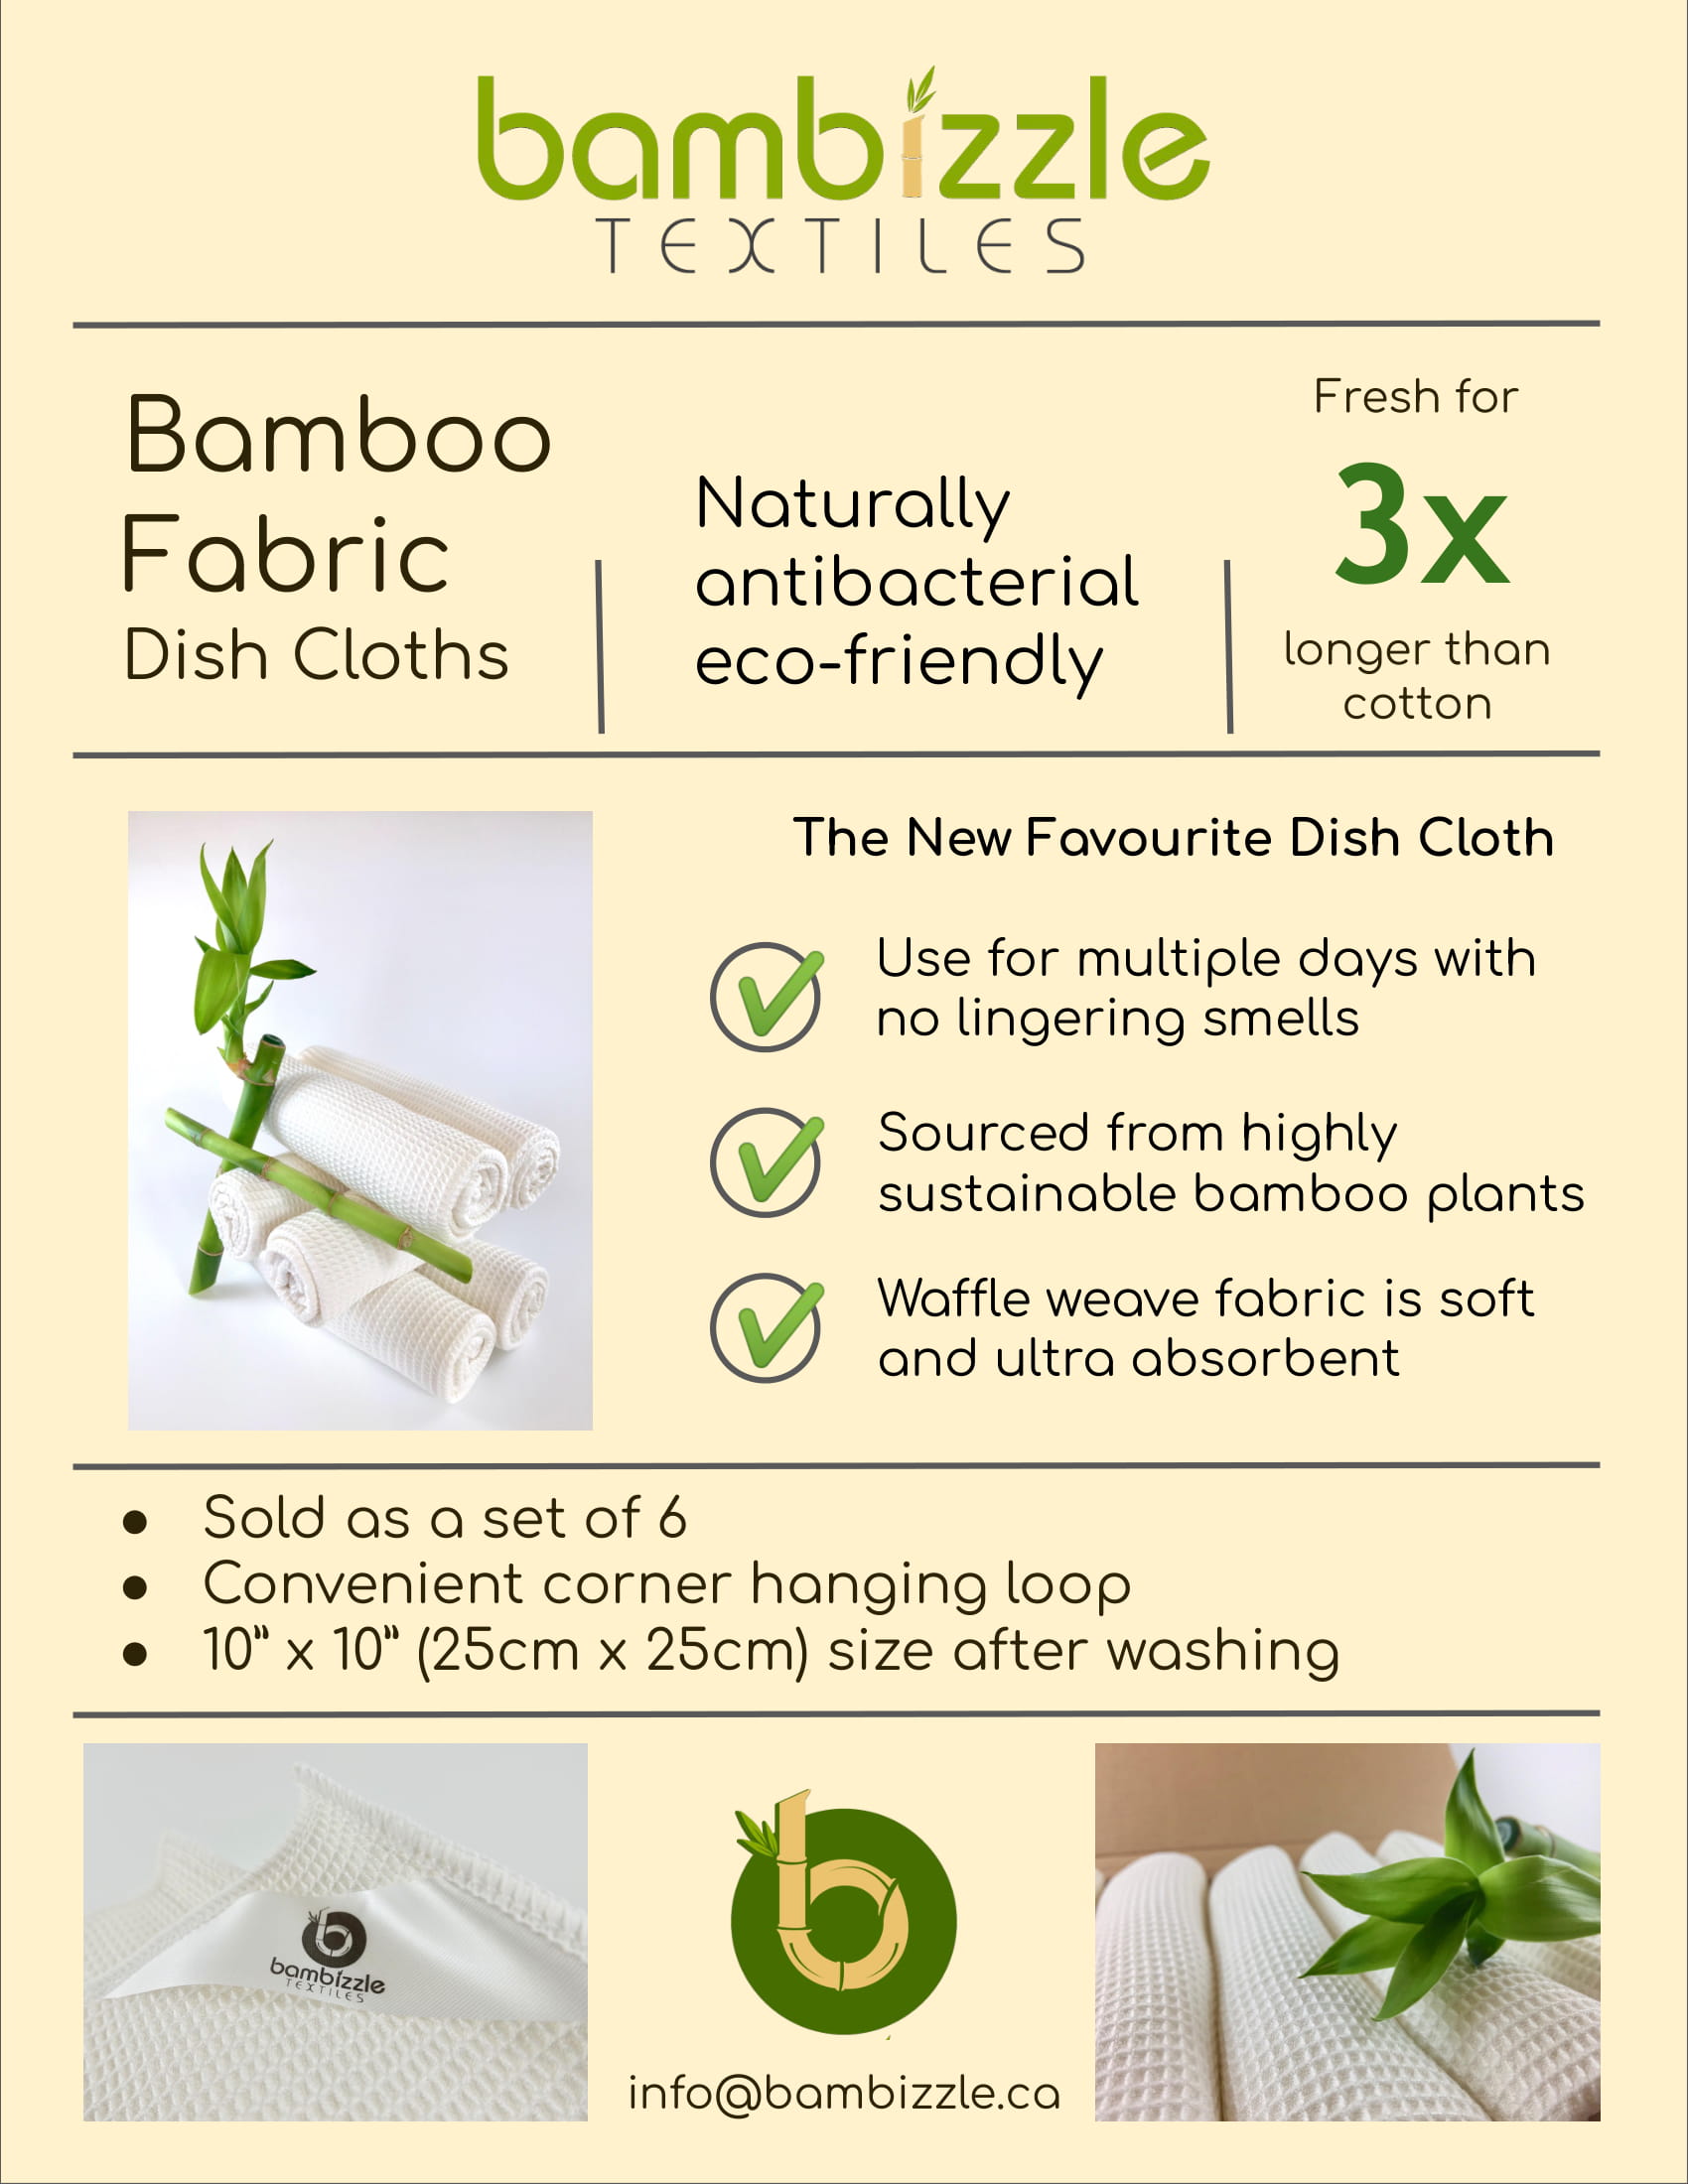 bambizzle
TEXTILES
Bamboo
Fabric
Dish Cloths
Naturally
antibacterial
eco-friendly
Fresh for
3x
longer than
cotton
The New Favourite Dish Cloth
Use for multiple days with
no lingering smells
Sourced from highly
sustainable bamboo plants
Waffle weave fabric is soft
and ultra absorbent
● Sold as a set of 6
● Convenient corner hanging loop
● 10” x 10” (25cm x 25cm) size after washing
b
bambizzle
TEXTILES
b
info@bambizzle.ca